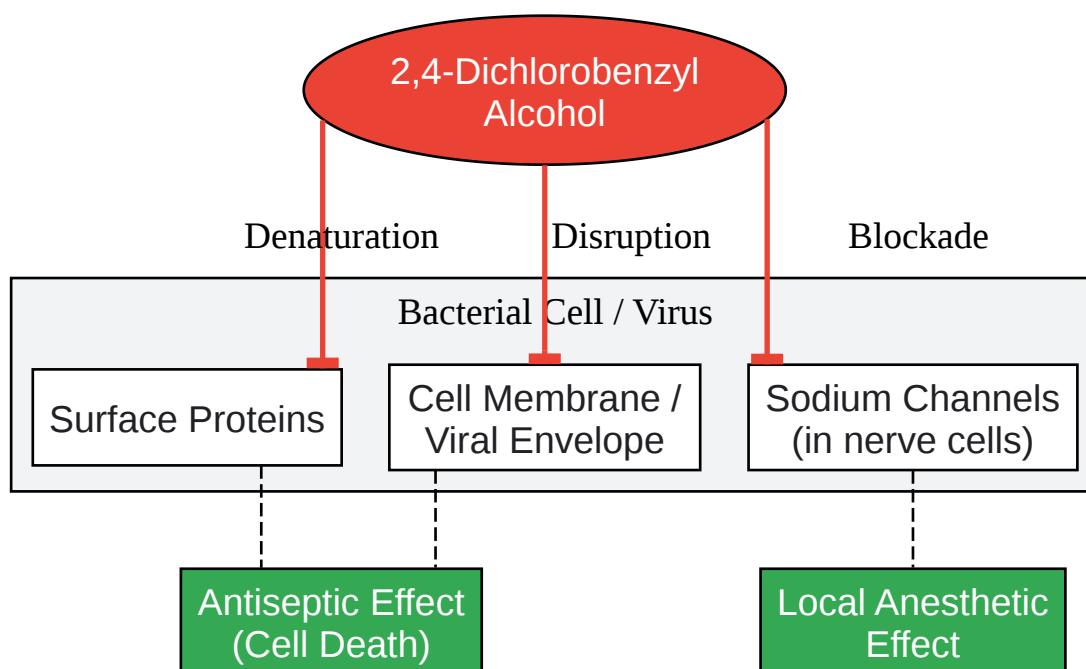 2,4-Dichlorobenzyl
Alcohol
Denaturation
Disruption
Blockade
Bacterial Cell / Virus
Surface Proteins
Cell Membrane /
Viral Envelope
Sodium Channels
(in nerve cells)
Antiseptic Effect
(Cell Death)
Local Anesthetic
Effect